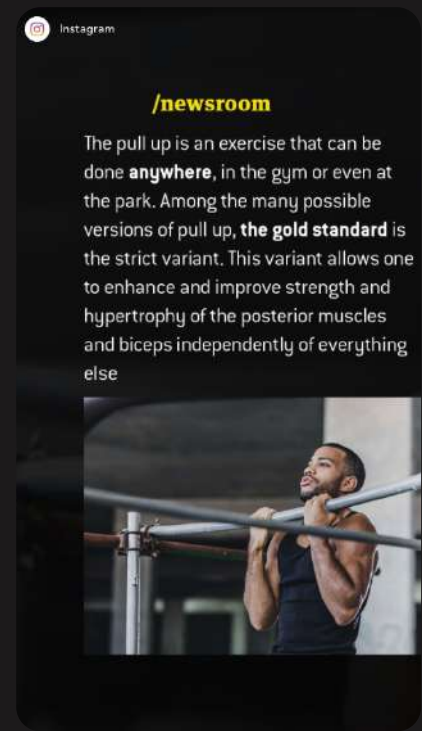 Instagram
/newsroom
The pull up is an exercise that can be
done anywhere, in the gym or even at
the park. Among the many possible
versions of pull up, the gold standard is
the strict variant. This variant allows one
to enhance and improve strength and
hypertrophy of the posterior muscles
and biceps independently of everything
else